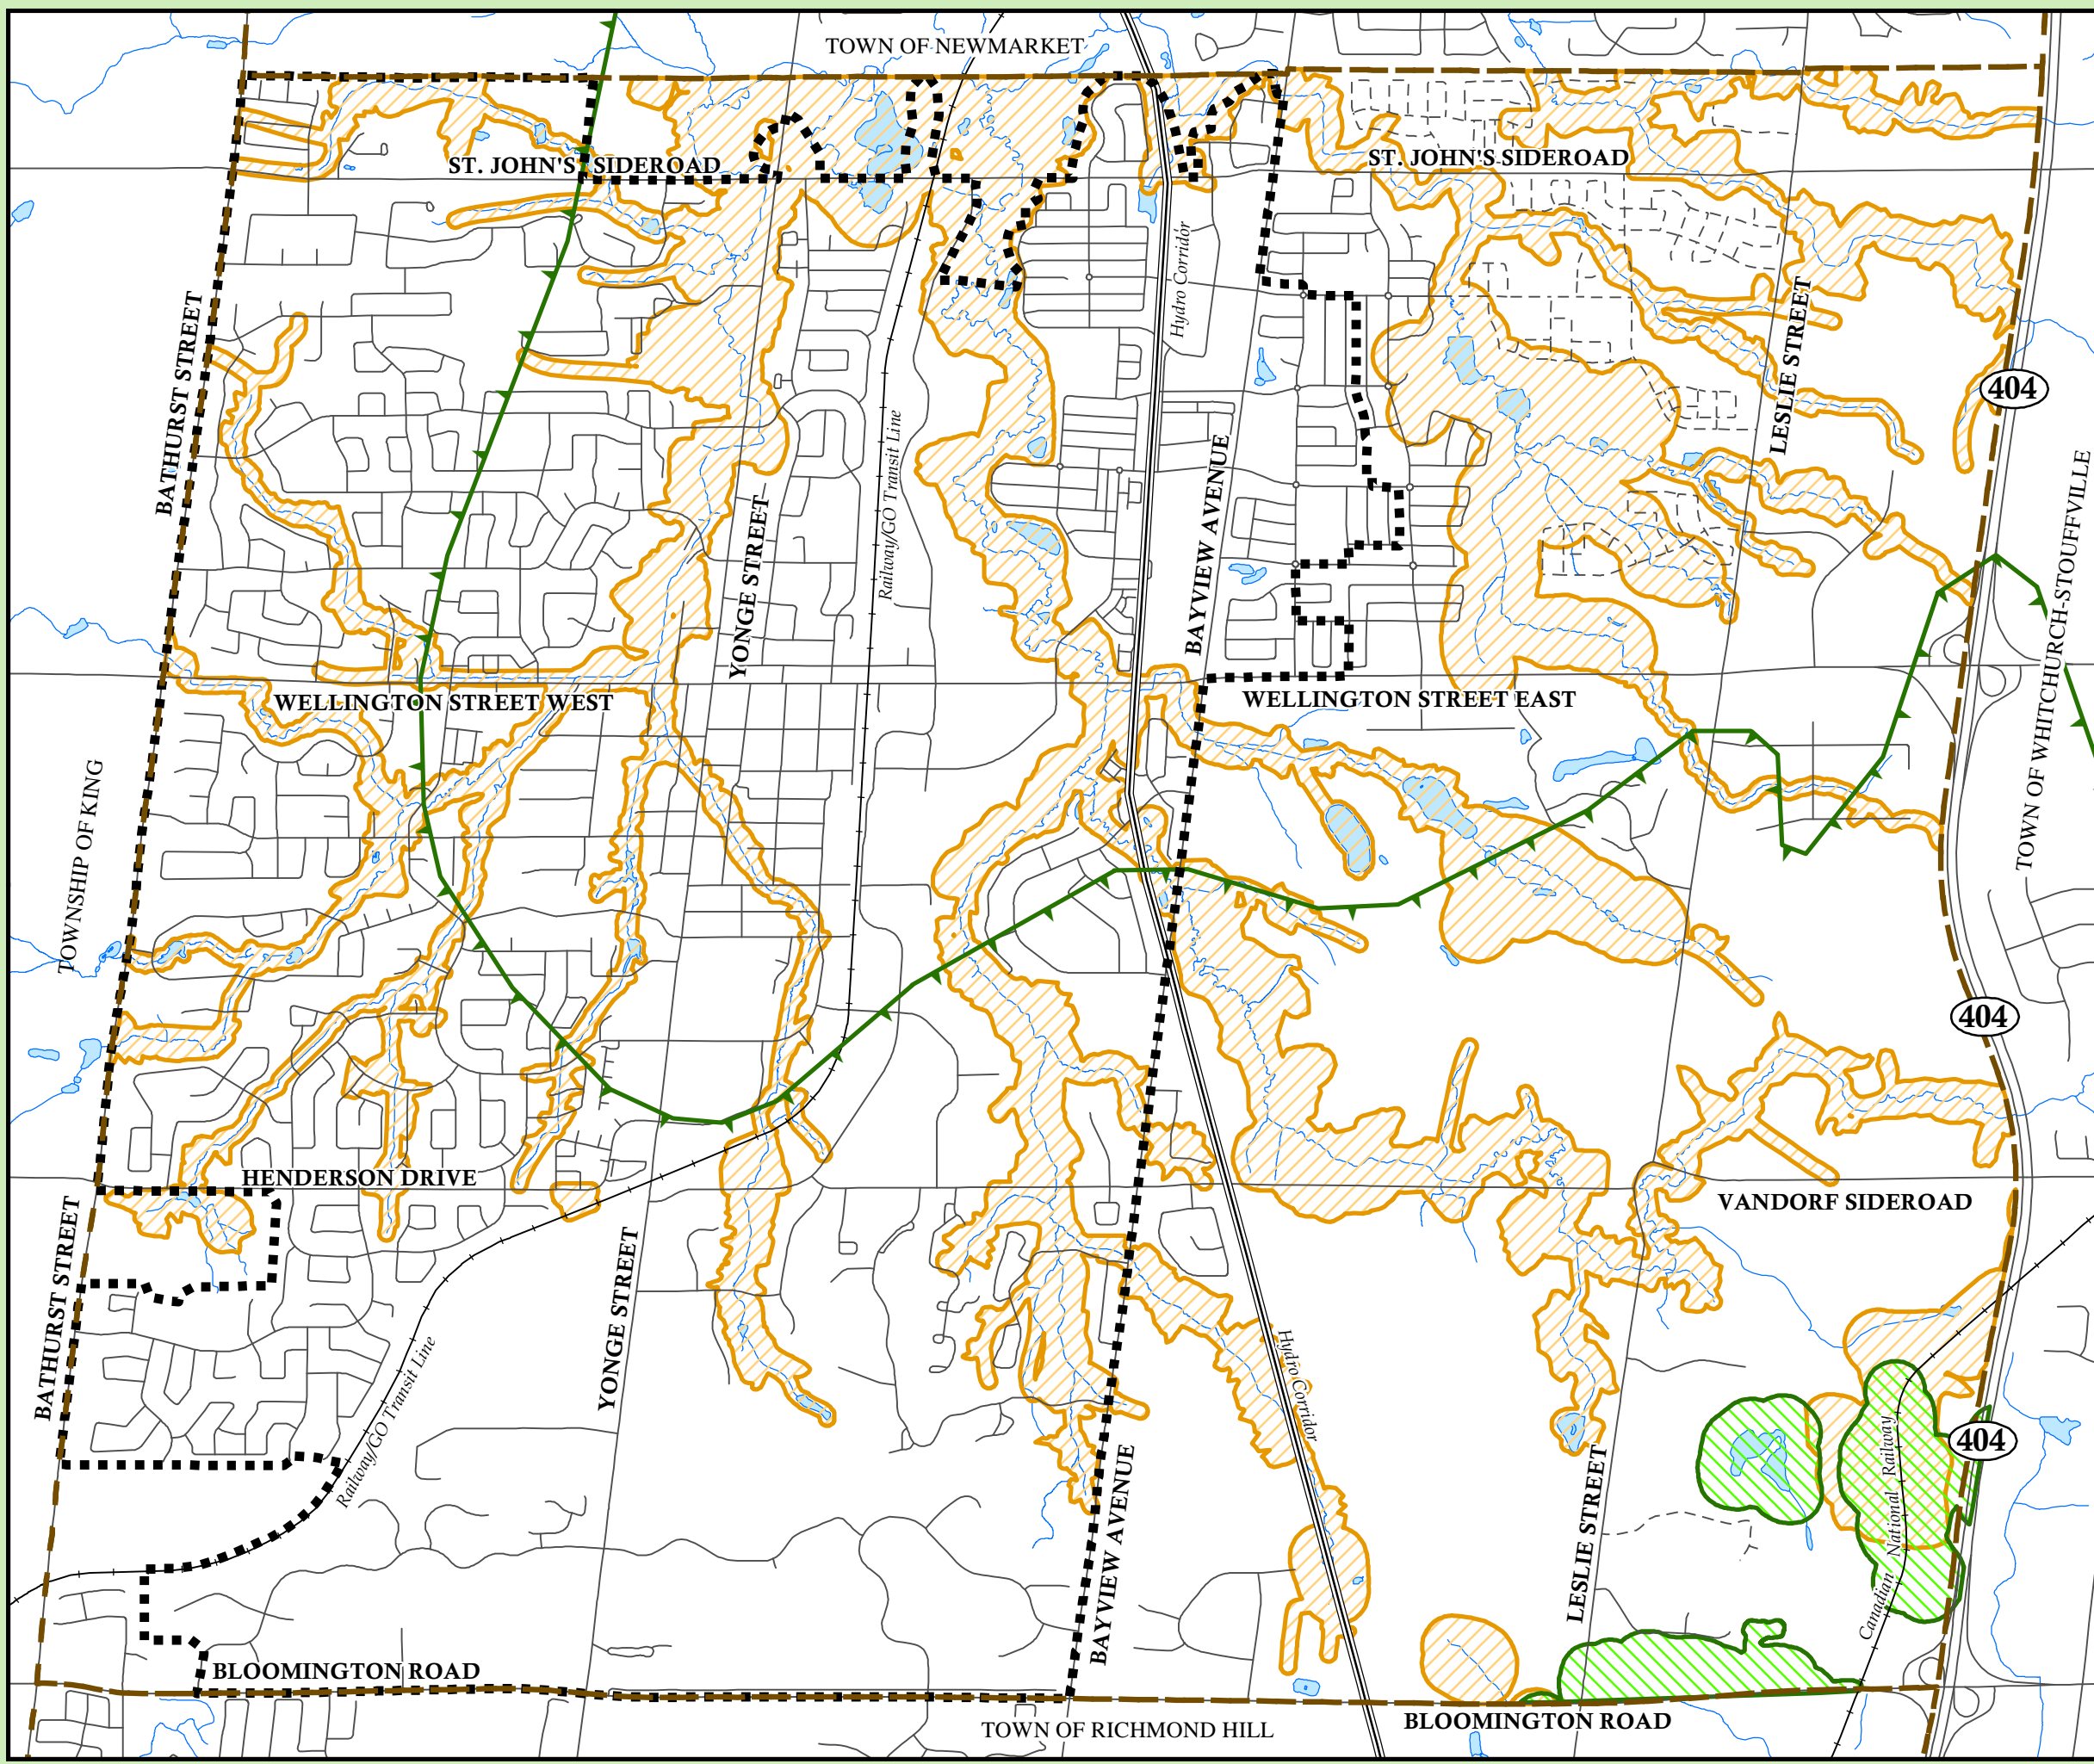 TOWN OF NEWMARKET
ST. JOHN'S SIDEROAD
ST. JOHN'S SIDEROAD
Hydro Corridor
BATHURST STREET
LESLIE STREET
404
Railway/GO Transit Line
BAYVIEW AVENUE
YONGE STREET
TOWN OF WHITCHURCH-STOUFFVILLE
WELLINGTON STREET WEST
WELLINGTON STREET EAST
TOWNSHIP OF KING
404
HENDERSON DRIVE
VANDORF SIDEROAD
BATHURST STREET
YONGE STREET
Railway/GO Transit Line
Hydro Corridor
404
BAYVIEW AVENUE
LESLIE STREET
Canadian National Railway
BLOOMINGTON ROAD
BLOOMINGTON ROAD
TOWN OF RICHMOND HILL